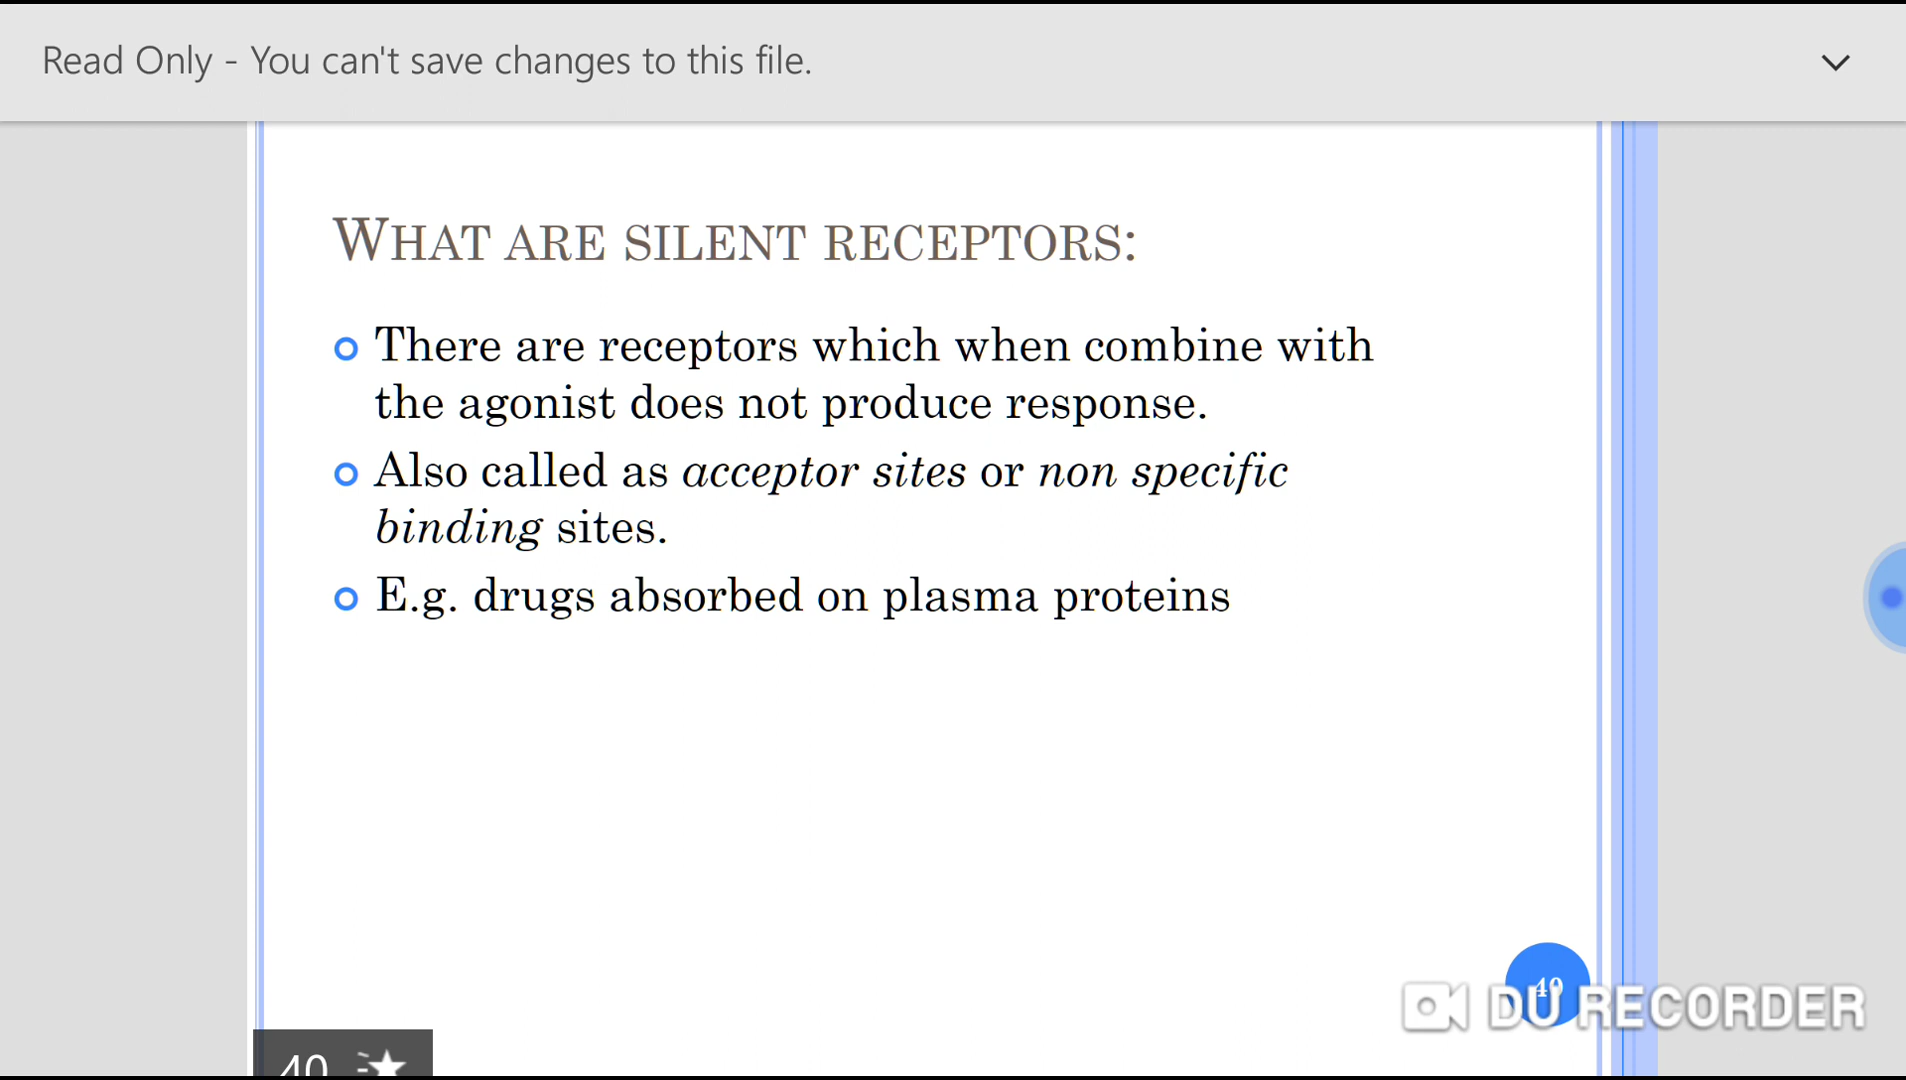 Read Only - You can't save changes to this file.
WHAT ARE SILENT RECEPTORS:
There are receptors which when combine with
the agonist does not produce response.
Also called as acceptor sites or non specific
binding sites.
E.g. drugs absorbed on plasma proteins
40
DU RECORDER
40